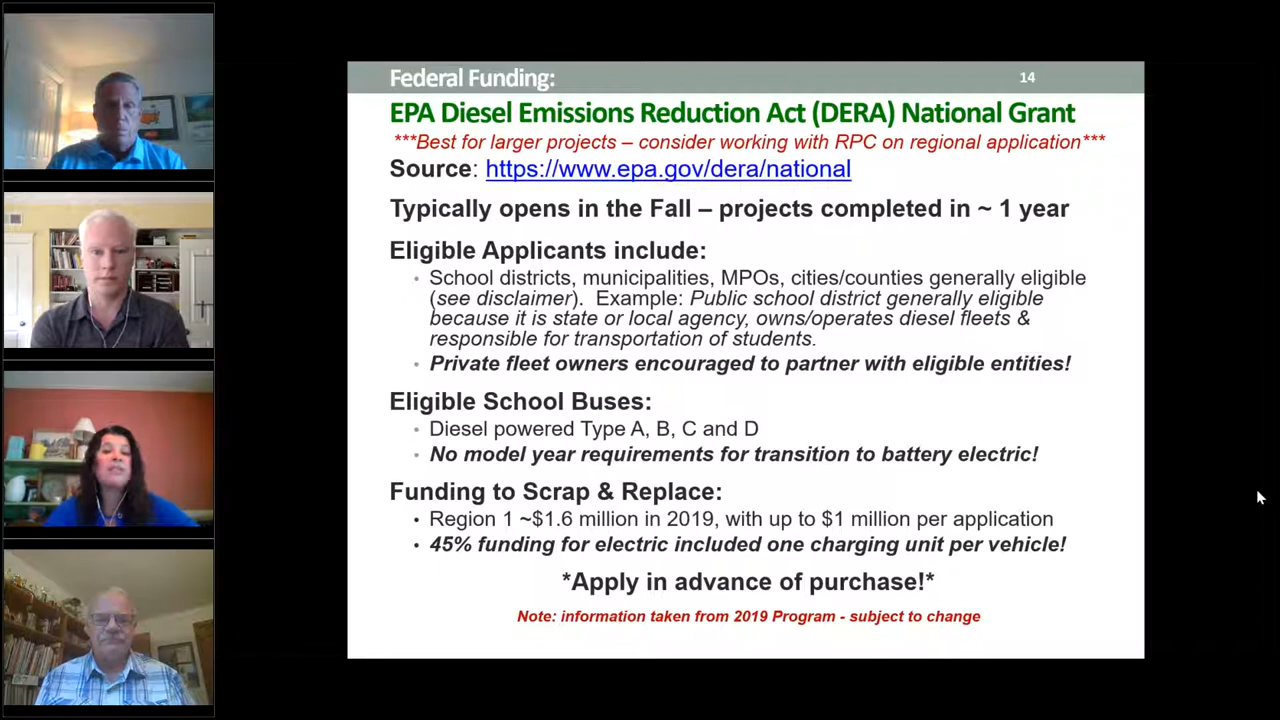 Federal Funding:
14
EPA Diesel Emissions Reduction Act (DERA) National Grant
***Best for larger projects – consider working with RPC on regional application***
Source: https://www.epa.gov/dera/national
Typically opens in the Fall – projects completed in ~ 1 year
Eligible Applicants include:
• School districts, municipalities, MPOs, cities/counties generally eligible
(see disclaimer). Example: Public school district generally eligible
because it is state or local agency, owns/operates diesel fleets &
responsible for transportation of students.
• Private fleet owners encouraged to partner with eligible entities!
Eligible School Buses:
• Diesel powered Type A, B, C and D
• No model year requirements for transition to battery electric!
Funding to Scrap & Replace:
• Region 1 ~$1.6 million in 2019, with up to $1 million per application
• 45% funding for electric included one charging unit per vehicle!
*Apply in advance of purchase!*
Note: information taken from 2019 Program - subject to change